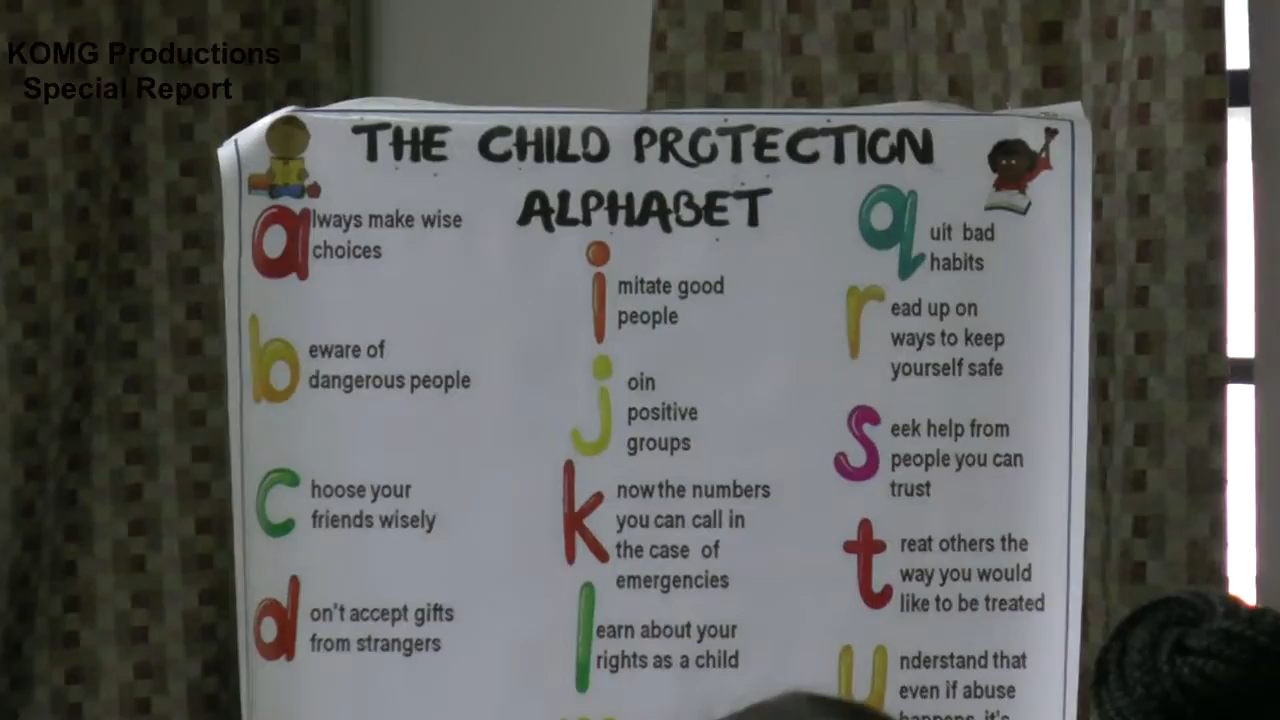 KOMG Productions
Special Report
THE CHILD PROTECTION
ALPHABET
always make wise
choices
beware of
dangerous people
choose your
friends wisely
don't accept gifts
from strangers
imitate good
people
join
positive
groups
know the numbers
you can call in
the case of
emergencies
learn about your
rights as a child
quit bad
habits
read up on
ways to keep
yourself safe
seek help from
people you can
trust
treat others the
way you would
like to be treated
understand that
even if abuse
happens, it's